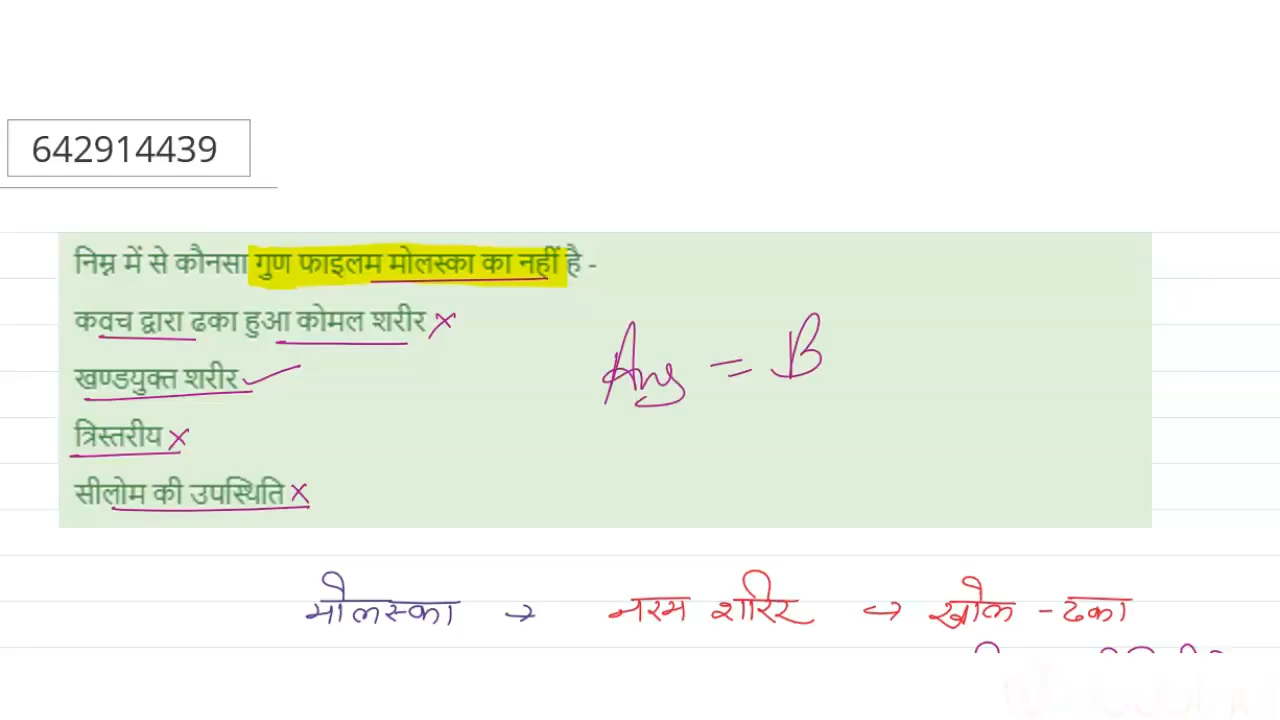 642914439
निम्न में से कौनसा गुण फाइलम मोलस्का का नहीं है -
कवच द्वारा ढका हुआ कोमल शरीर ×
खण्डयुक्त शरीर ✓
Ans = B
त्रिस्तरीय ×
सीलोम की उपस्थिति ×
मोलस्का → नरम शरिर → खोल - ढका